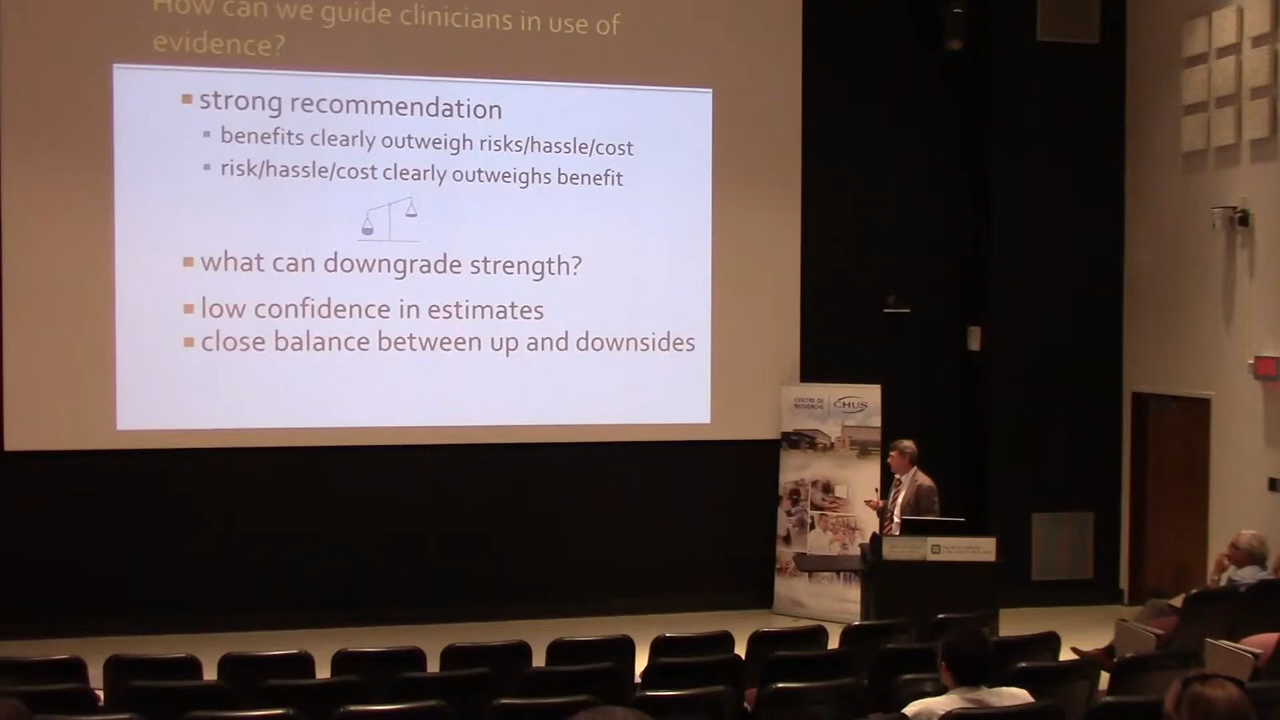 How can we guide clinicians in use of
evidence?
strong recommendation
benefits clearly outweigh risks/hassle/cost
risk/hassle/cost clearly outweighs benefit
what can downgrade strength?
low confidence in estimates
close balance between up and downsides
CENTRE DE
RECHERCHE
CHUS